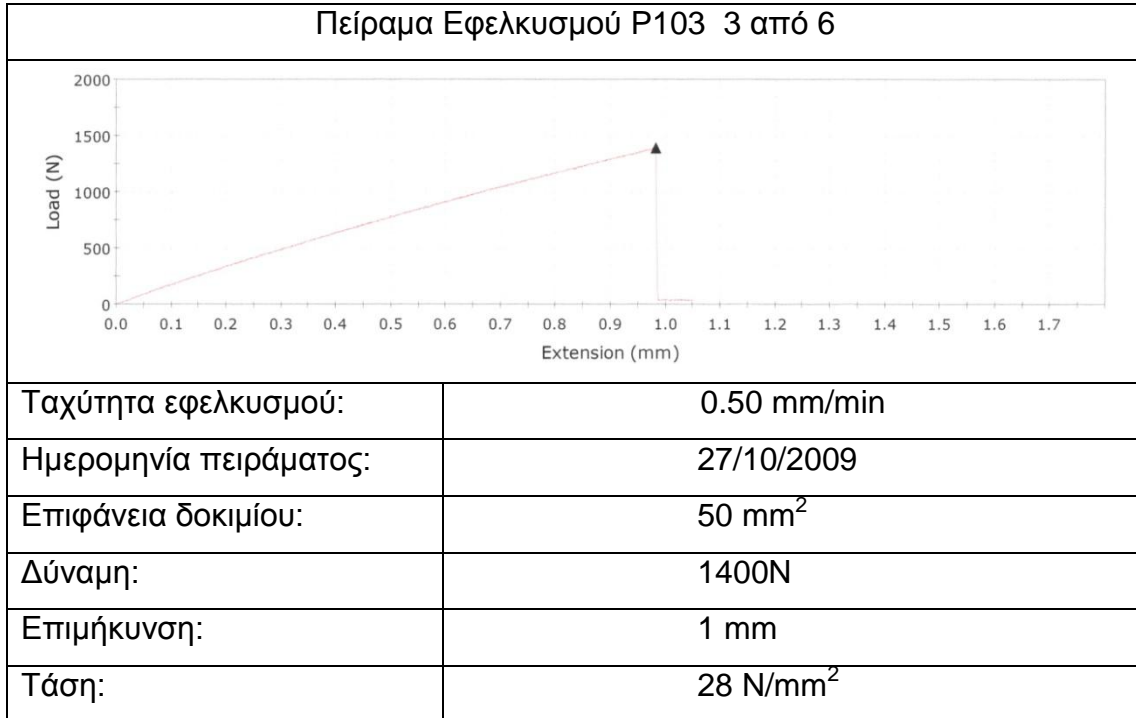 Πείραμα Εφελκυσμού P103  3 από 6
2000
1500
1000
500
0
Load (N)
0.0 0.1 0.2 0.3 0.4 0.5 0.6 0.7 0.8 0.9 1.0 1.1 1.2 1.3 1.4 1.5 1.6 1.7
Extension (mm)
Ταχύτητα εφελκυσμού: 0.50 mm/min
Ημερομηνία πειράματος: 27/10/2009
Επιφάνεια δοκιμίου: 50 mm²
Δύναμη: 1400N
Επιμήκυνση: 1 mm
Τάση: 28 N/mm²